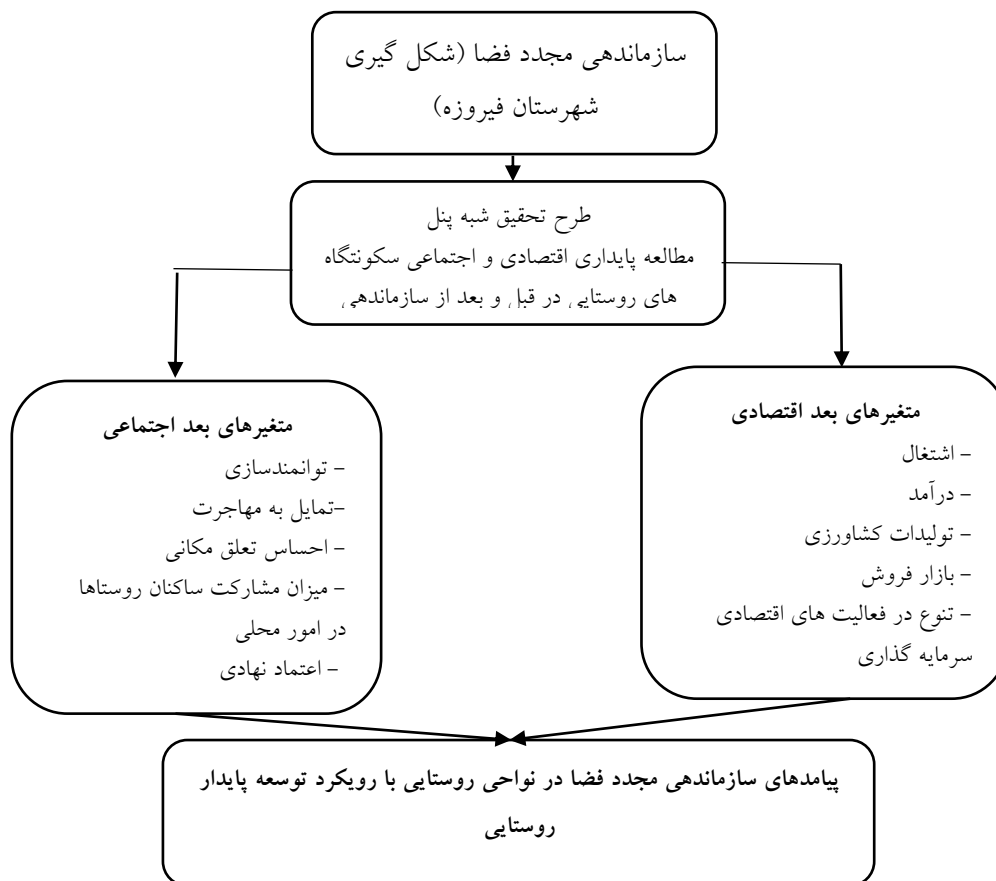 سازماندهی مجدد فضا (شکل گیری
شهرستان فیروزه)
طرح تحقیق شبه پنل
مطالعه پایداری اقتصادی و اجتماعی سکونتگاه
های روستایی در قبل و بعد از سازماندهی
متغیرهای بعد اقتصادی
- اشتغال
- درآمد
- تولیدات کشاورزی
- بازار فروش
- تنوع در فعالیت های اقتصادی
سرمایه گذاری
متغیرهای بعد اجتماعی
- توانمندسازی
-تمایل به مهاجرت
- احساس تعلق مکانی
- میزان مشارکت ساکنان روستاها
در امور محلی
- اعتماد نهادی
پیامدهای سازماندهی مجدد فضا در نواحی روستایی با رویکرد توسعه پایدار
روستایی